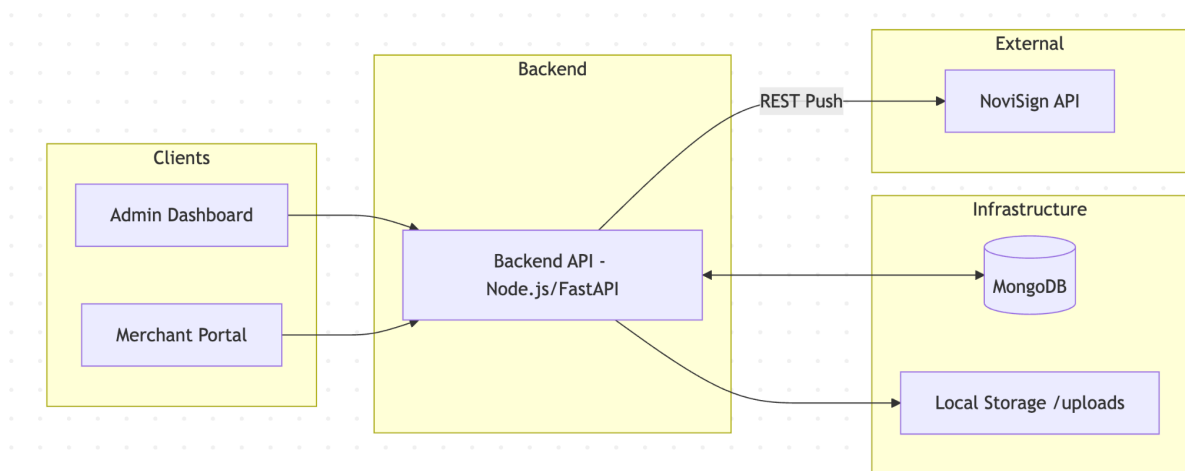 Clients
Admin Dashboard
Merchant Portal
Backend
Backend API -
Node.js/FastAPI
REST Push
External
NoviSign API
Infrastructure
MongoDB
Local Storage /uploads